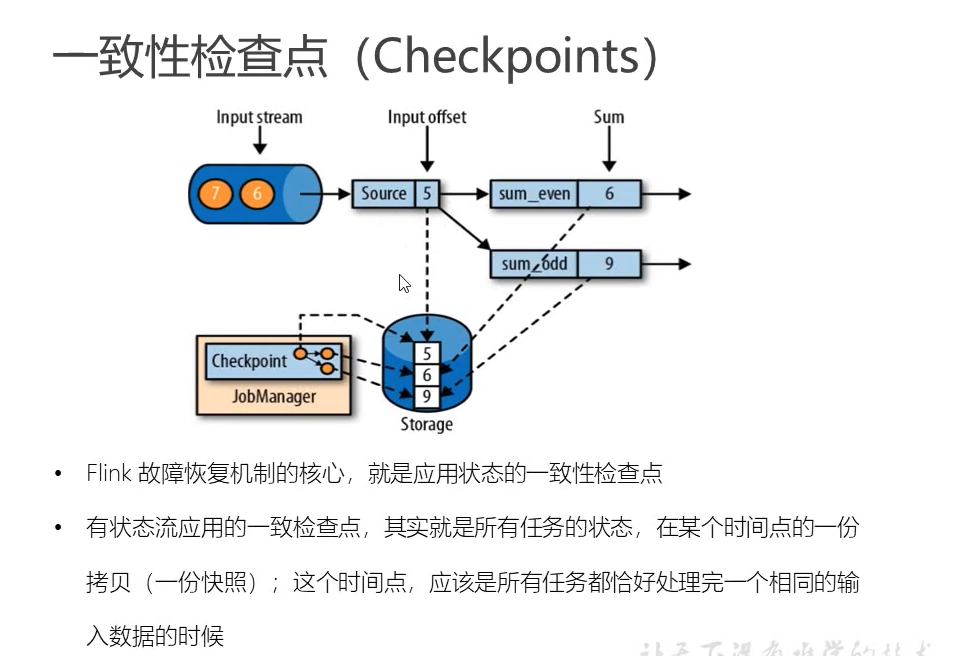 一致性检查点（Checkpoints）
Input stream
Input offset
Sum
7
6
Source
5
sum_even
6
sum_odd
9
Checkpoint
JobManager
5
6
9
Storage
• Flink 故障恢复机制的核心，就是应用状态的一致性检查点
• 有状态流应用的一致检查点，其实就是所有任务的状态，在某个时间点的一份
拷贝（一份快照）；这个时间点，应该是所有任务都恰好处理完一个相同的输
入数据的时候